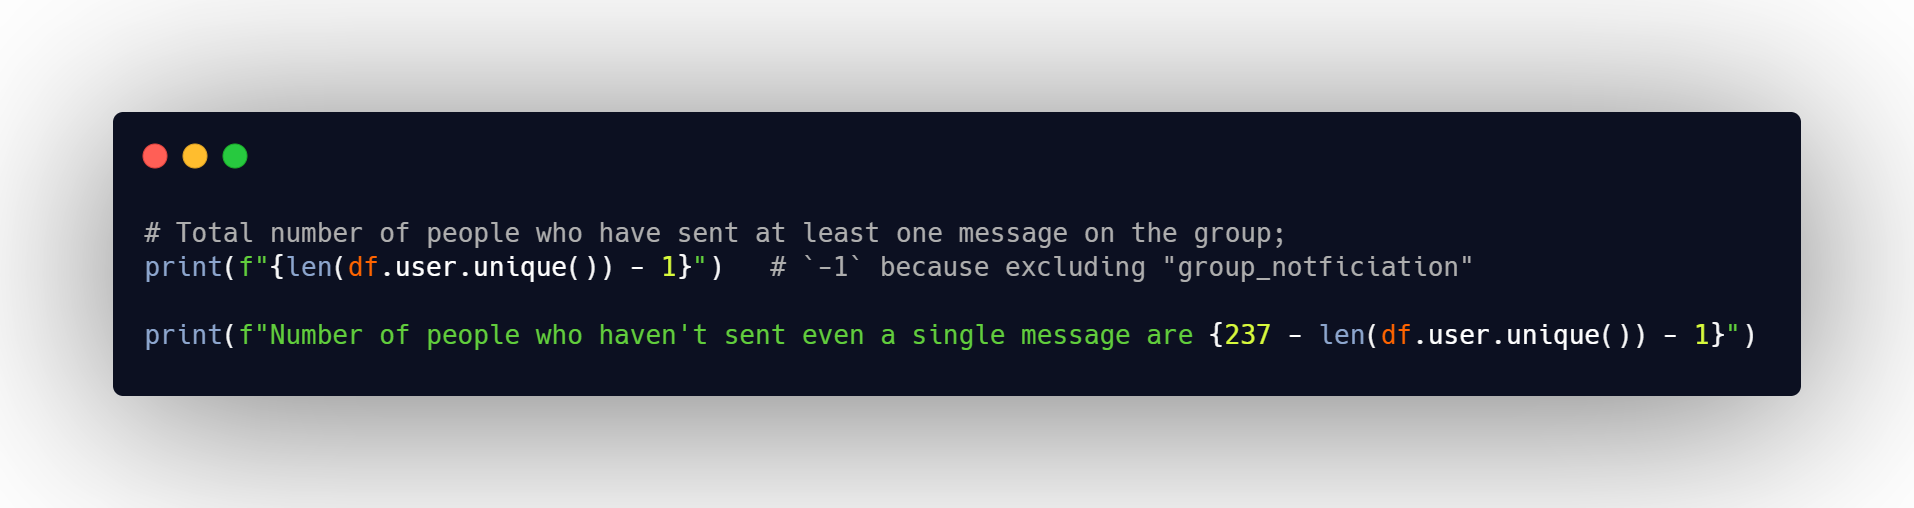 # Total number of people who have sent at least one message on the group;
print(f"{len(df.user.unique()) - 1}")   # `-1` because excluding "group_notficiation"
print(f"Number of people who haven't sent even a single message are {237 - len(df.user.unique()) - 1}")